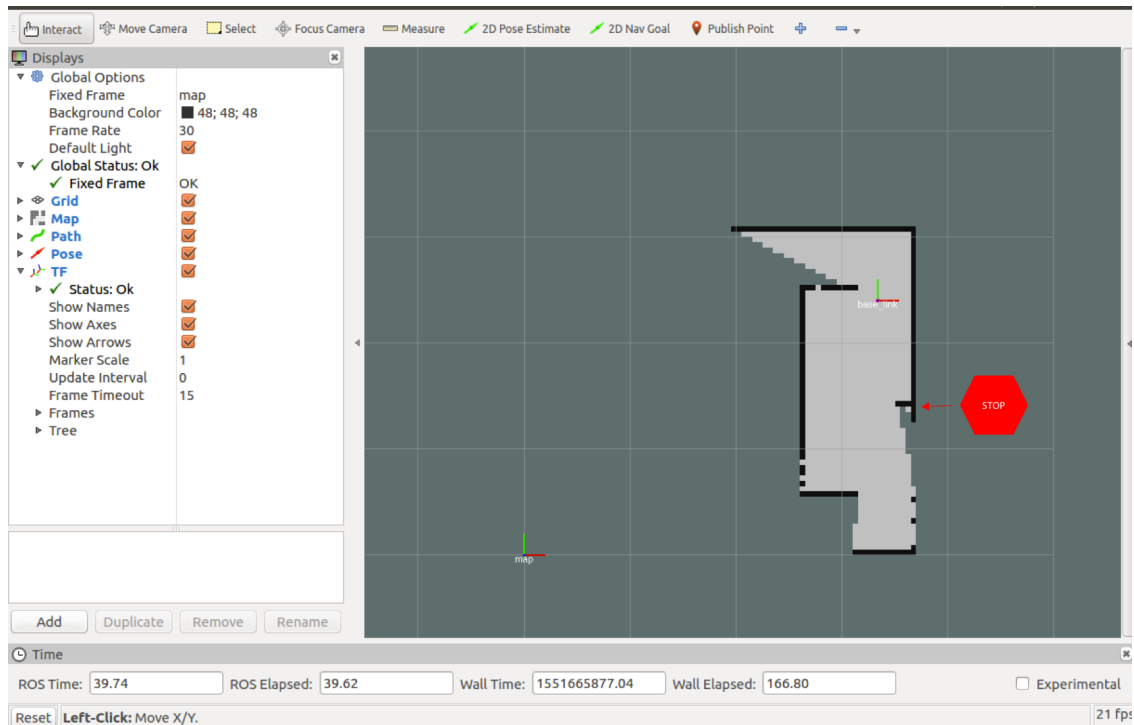 Interact Move Camera Select Focus Camera Measure 2D Pose Estimate 2D Nav Goal Publish Point
Displays
Global Options
Fixed Frame map
Background Color 48; 48; 48
Frame Rate 30
Default Light
Global Status: Ok
Fixed Frame OK
Grid
Map
Path
Pose
TF
Status: Ok
Show Names
Show Axes
Show Arrows
Marker Scale 1
Update Interval 0
Frame Timeout 15
Frames
Tree
base_link
STOP
map
Add Duplicate Remove Rename
Time
ROS Time: 39.74 ROS Elapsed: 39.62 Wall Time: 1551665877.04 Wall Elapsed: 166.80 Experimental
Reset Left-Click: Move X/Y. 21 fps